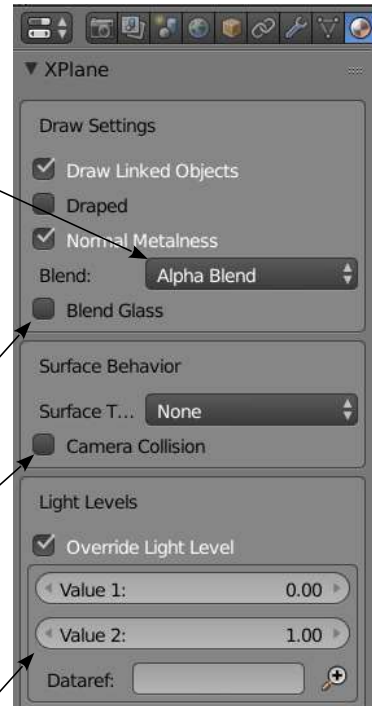 XPlane
Draw Settings
Draw Linked Objects
Draped
Normal Metalness
Blend: Alpha Blend
Blend Glass
Surface Behavior
Surface T... None
Camera Collision
Light Levels
Override Light Level
Value 1: 0.00
Value 2: 1.00
Dataref: